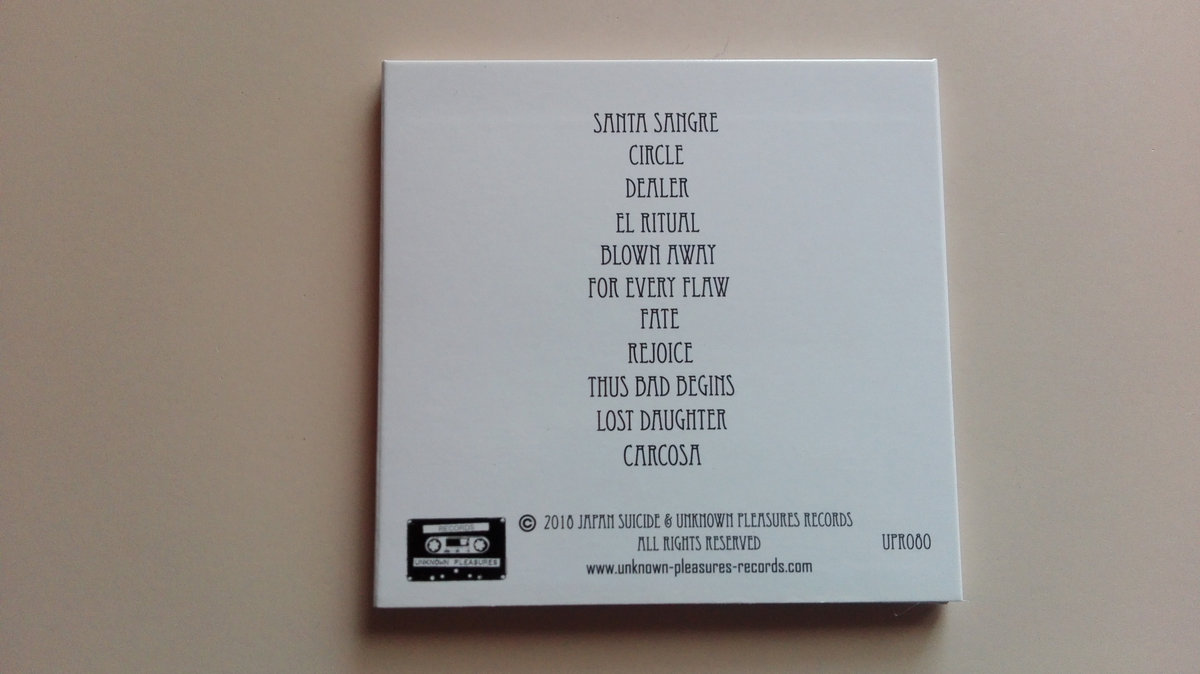 SANTA SANGRE
CIRCLE
DEALER
EL RITUAL
BLOWN AWAY
FOR EVERY FLAW
FATE
REJOICE
THUS BAD BEGINS
LOST DAUGHTER
CARCOSA
RECORDS
UNKNOWN PLEASURES
© 2018 JAPAN SUICIDE & UNKNOWN PLEASURES RECORDS
ALL RIGHTS RESERVED
www.unknown-pleasures-records.com
UPR080